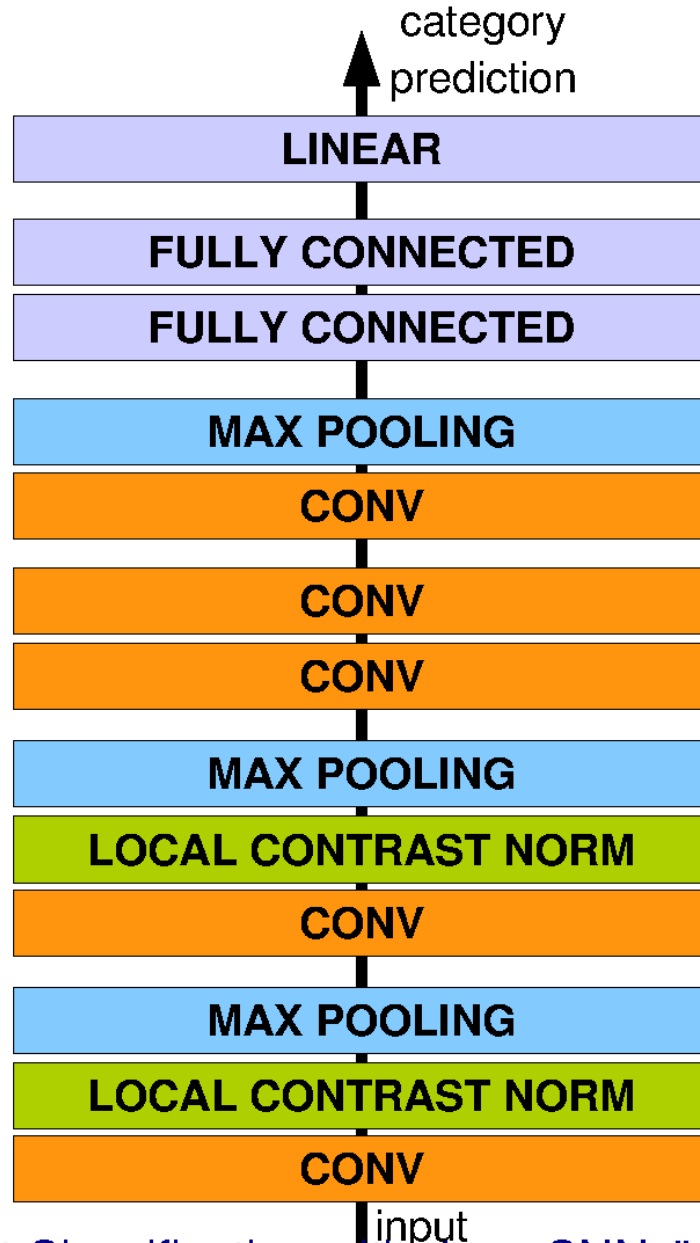 category
prediction
LINEAR
FULLY CONNECTED
FULLY CONNECTED
MAX POOLING
CONV
CONV
CONV
MAX POOLING
LOCAL CONTRAST NORM
CONV
MAX POOLING
LOCAL CONTRAST NORM
CONV
input